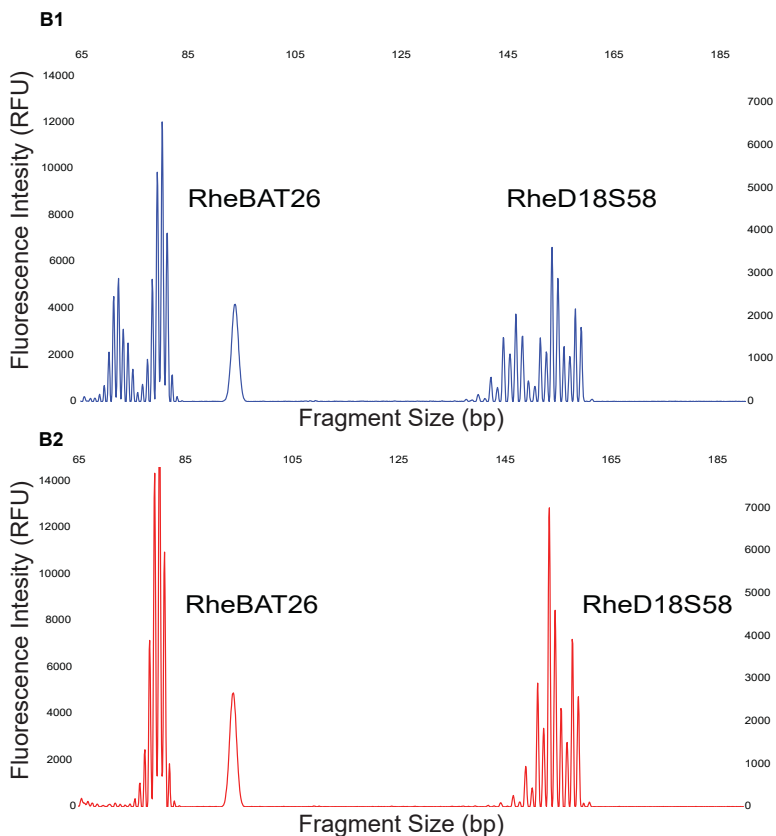 B1
65 85 105 125 145 165 185
14000
12000
10000
8000
6000
4000
2000
0
Fluorescence Intesity (RFU)
RheBAT26
RheD18S58
7000
6000
5000
4000
3000
2000
1000
0
Fragment Size (bp)
B2
65 85 105 125 145 165 185
14000
12000
10000
8000
6000
4000
2000
0
Fluorescence Intesity (RFU)
RheBAT26
RheD18S58
7000
6000
5000
4000
3000
2000
1000
0
Fragment Size (bp)